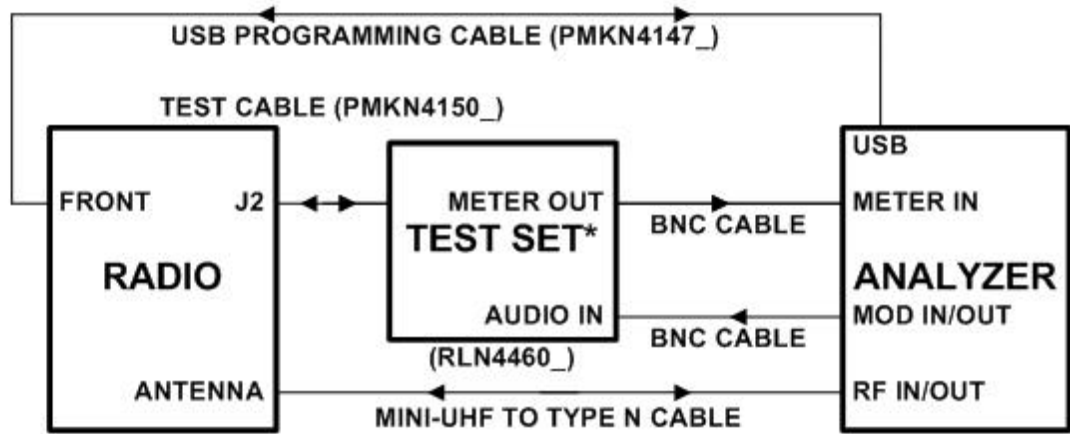 USB PROGRAMMING CABLE (PMKN4147_)
TEST CABLE (PMKN4150_)
FRONT
J2
RADIO
ANTENNA
METER OUT
TEST SET*
AUDIO IN
(RLN4460_)
BNC CABLE
BNC CABLE
MINI-UHF TO TYPE N CABLE
USB
METER IN
ANALYZER
MOD IN/OUT
RF IN/OUT